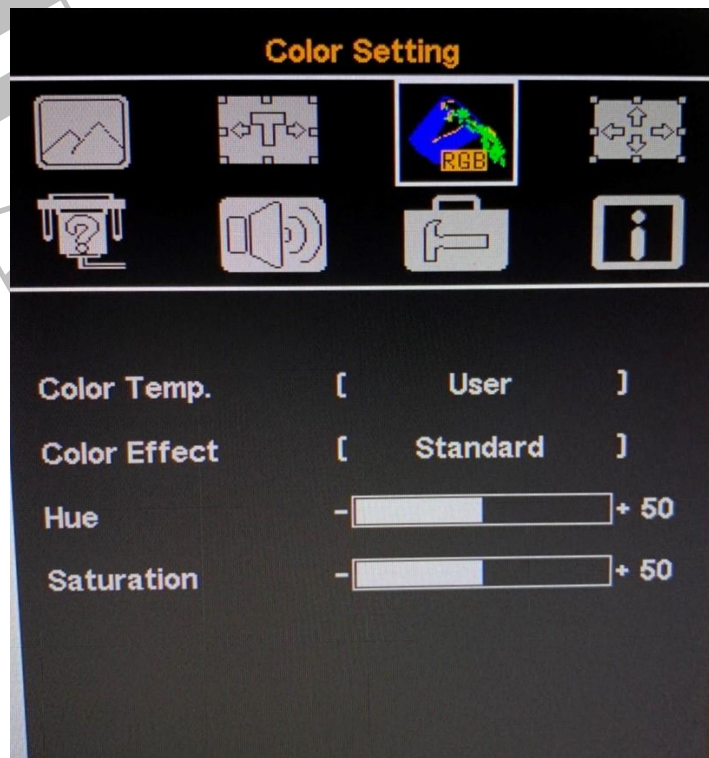 Color Setting
T
RGB
? i
Color Temp. [ User ]
Color Effect [ Standard ]
Hue - + 50
Saturation - + 50